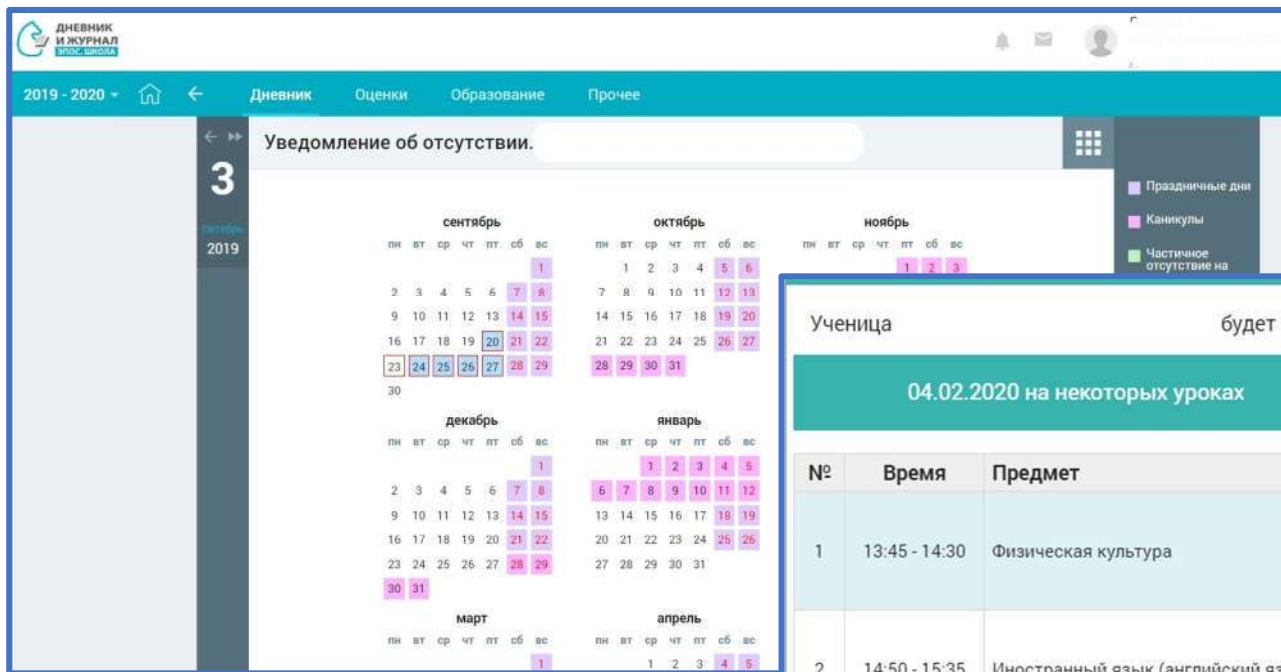 ДНЕВНИК
И ЖУРНАЛ
ЭПОС. ШКОЛА
2019 - 2020
Дневник Оценки Образование Прочее
Уведомление об отсутствии.
3
Октябрь
2019
Праздничные дни
Каникулы
Частичное
отсутствие на
сентябрь октябрь ноябрь
пн вт ср чт пт сб вс пн вт ср чт пт сб вс пн вт ср чт пт сб вс
1 1 2 3 4 5 6 1 2 3
2 3 4 5 6 7 8 7 8 9 10 11 12 13
9 10 11 12 13 14 15 14 15 16 17 18 19 20
16 17 18 19 20 21 22 21 22 23 24 25 26 27
23 24 25 26 27 28 29 28 29 30 31
30
декабрь январь
пн вт ср чт пт сб вс пн вт ср чт пт сб вс
1 1 2 3 4 5
2 3 4 5 6 7 8 6 7 8 9 10 11 12
9 10 11 12 13 14 15 13 14 15 16 17 18 19
16 17 18 19 20 21 22 20 21 22 23 24 25 26
23 24 25 26 27 28 29 27 28 29 30 31
30 31
март апрель
пн вт ср чт пт сб вс пн вт ср чт пт сб вс
1 1 2 3 4 5
Ученица будет
04.02.2020 на некоторых уроках
№ Время Предмет
1 13:45 - 14:30 Физическая культура
2 14:50 - 15:35 Иностранный язык (английский яз